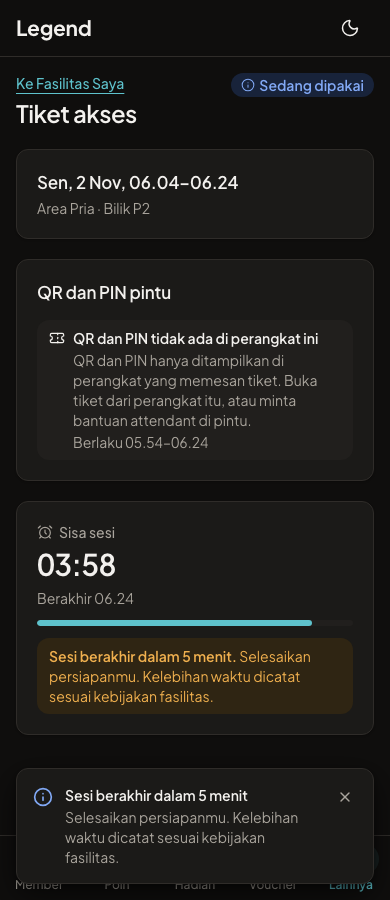 Legend
Ke Fasilitas Saya
Sedang dipakai
Tiket akses
Sen, 2 Nov, 06.04–06.24
Area Pria · Bilik P2
QR dan PIN pintu
QR dan PIN tidak ada di perangkat ini
QR dan PIN hanya ditampilkan di
perangkat yang memesan tiket. Buka
tiket dari perangkat itu, atau minta
bantuan attendant di pintu.
Berlaku 05.54–06.24
Sisa sesi
03:58
Berakhir 06.24
Sesi berakhir dalam 5 menit. Selesaikan
persiapanmu. Kelebihan waktu dicatat
sesuai kebijakan fasilitas.
Sesi berakhir dalam 5 menit
Selesaikan persiapanmu. Kelebihan
waktu dicatat sesuai kebijakan
fasilitas.
Member Poin Hadiah Voucher Lainnya